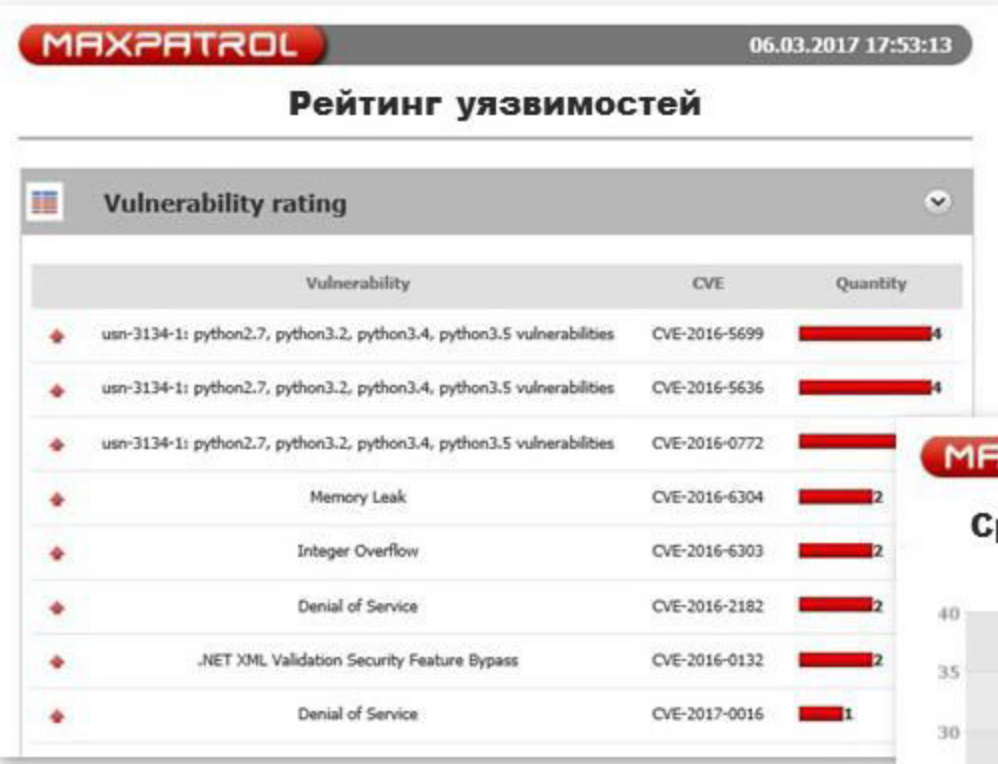 MAXPATROL 06.03.2017 17:53:13
Рейтинг уязвимостей
Vulnerability rating
Vulnerability CVE Quantity
usn-3134-1: python2.7, python3.2, python3.4, python3.5 vulnerabilities CVE-2016-5699 4
usn-3134-1: python2.7, python3.2, python3.4, python3.5 vulnerabilities CVE-2016-5636 4
usn-3134-1: python2.7, python3.2, python3.4, python3.5 vulnerabilities CVE-2016-0772
Memory Leak CVE-2016-6304 2
Integer Overflow CVE-2016-6303 2
Denial of Service CVE-2016-2182 2
.NET XML Validation Security Feature Bypass CVE-2016-0132 2
Denial of Service CVE-2017-0016 1
40
35
30